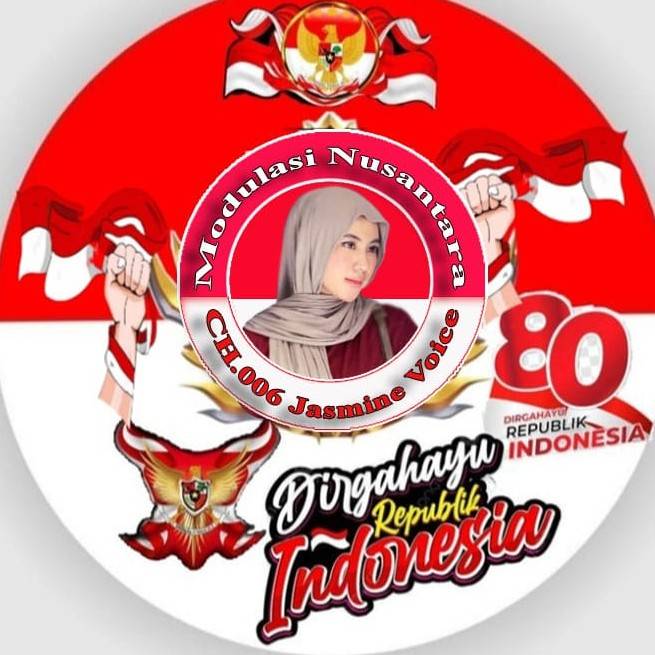 Modulasi Nusantara
CH.006 Jasmine Voice
80
DIRGAHAYU
REPUBLIK
INDONESIA
Dirgahayu
Republik
Indonesia